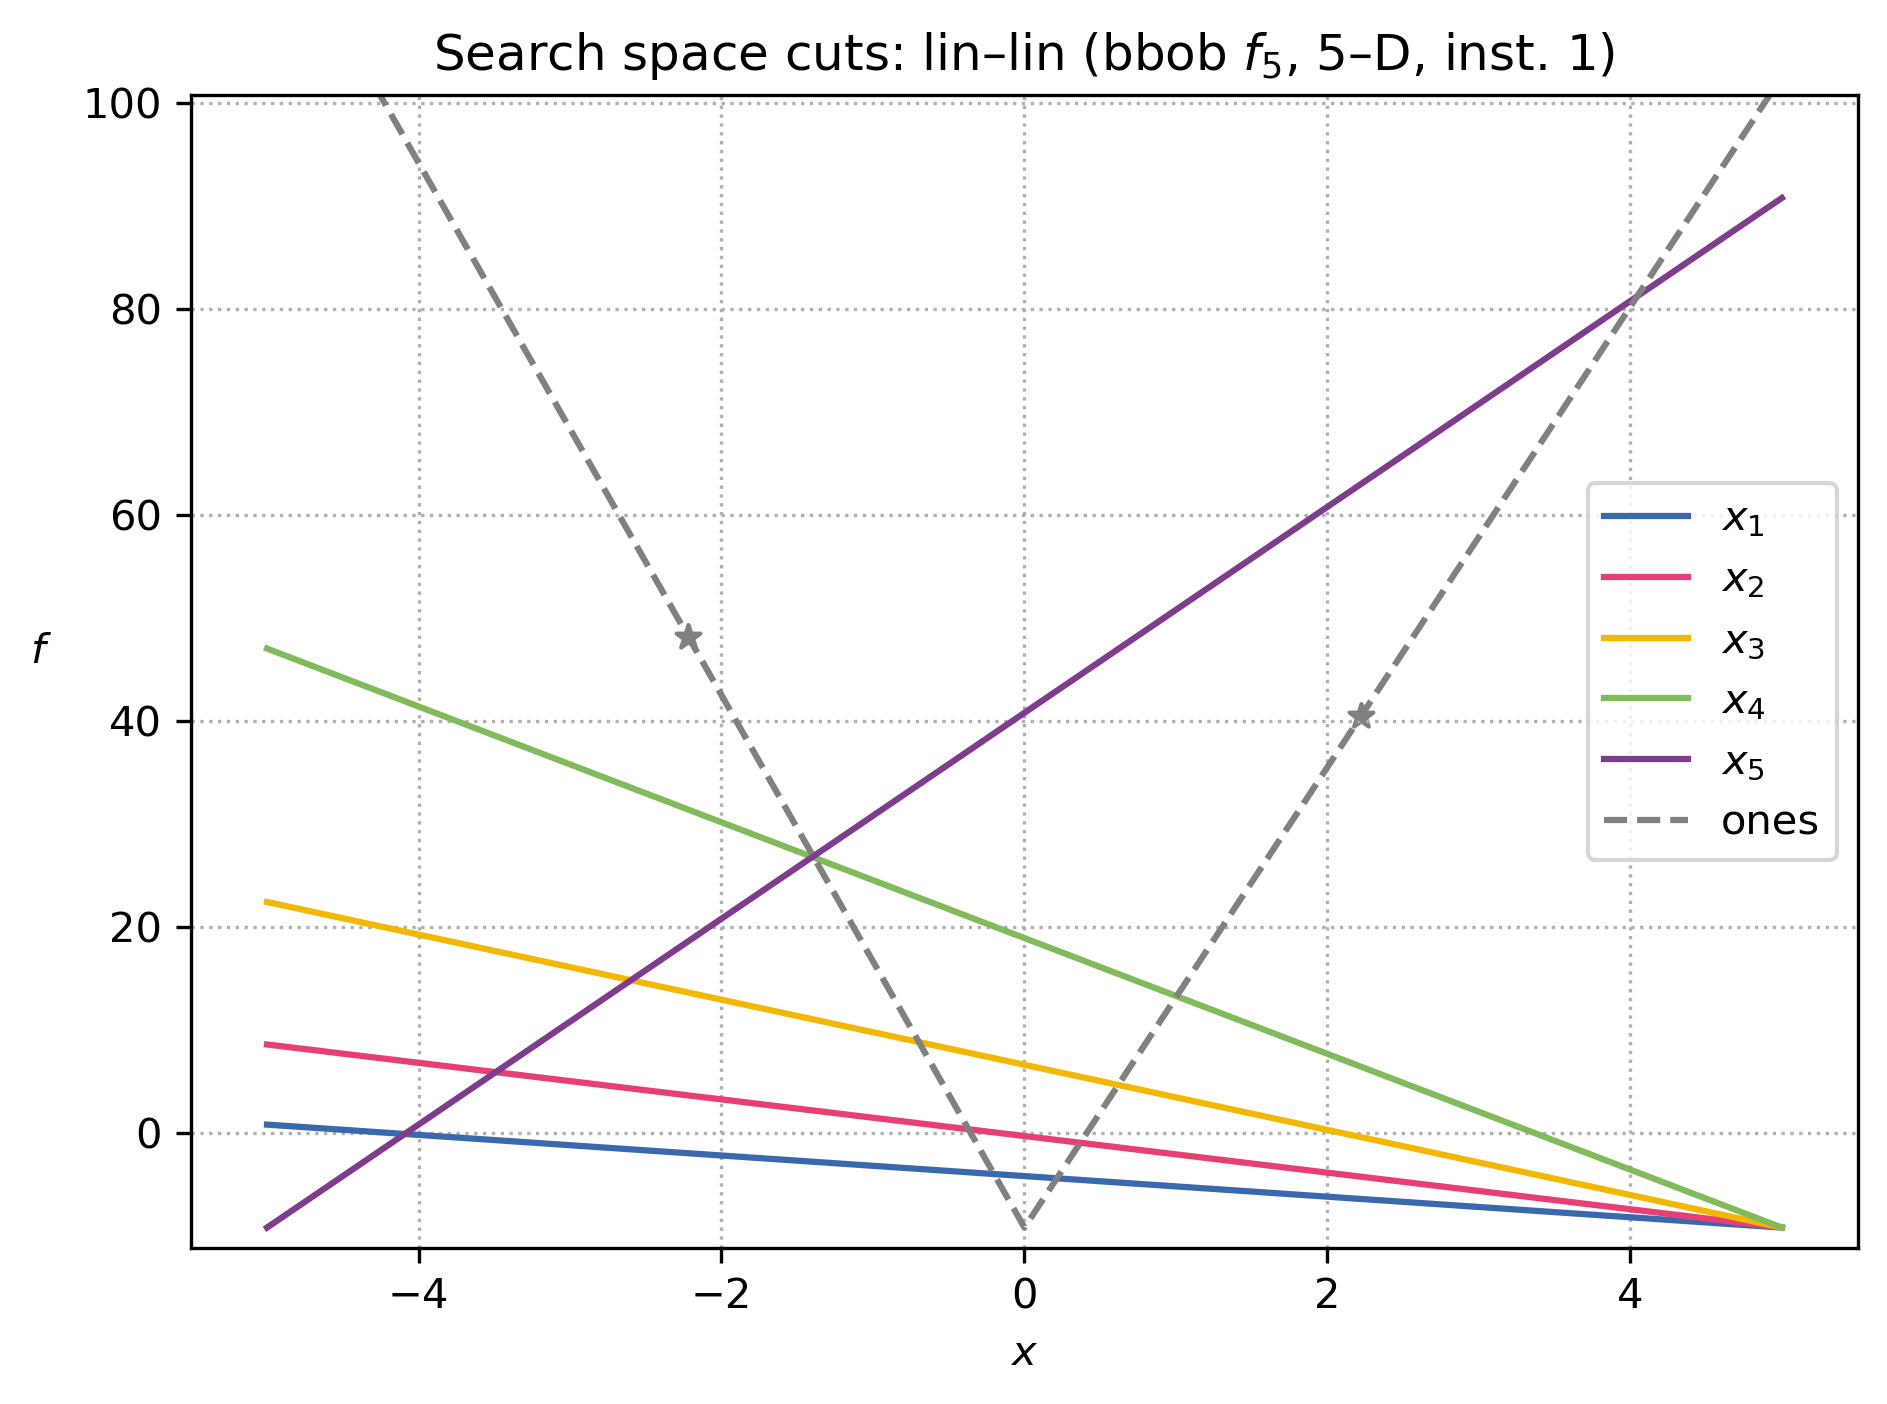 Search space cuts: lin–lin (bbob f₅, 5–D, inst. 1)
100
80
60
40
20
0
f
x₁
x₂
x₃
x₄
x₅
ones
−4
−2
0
2
4
x